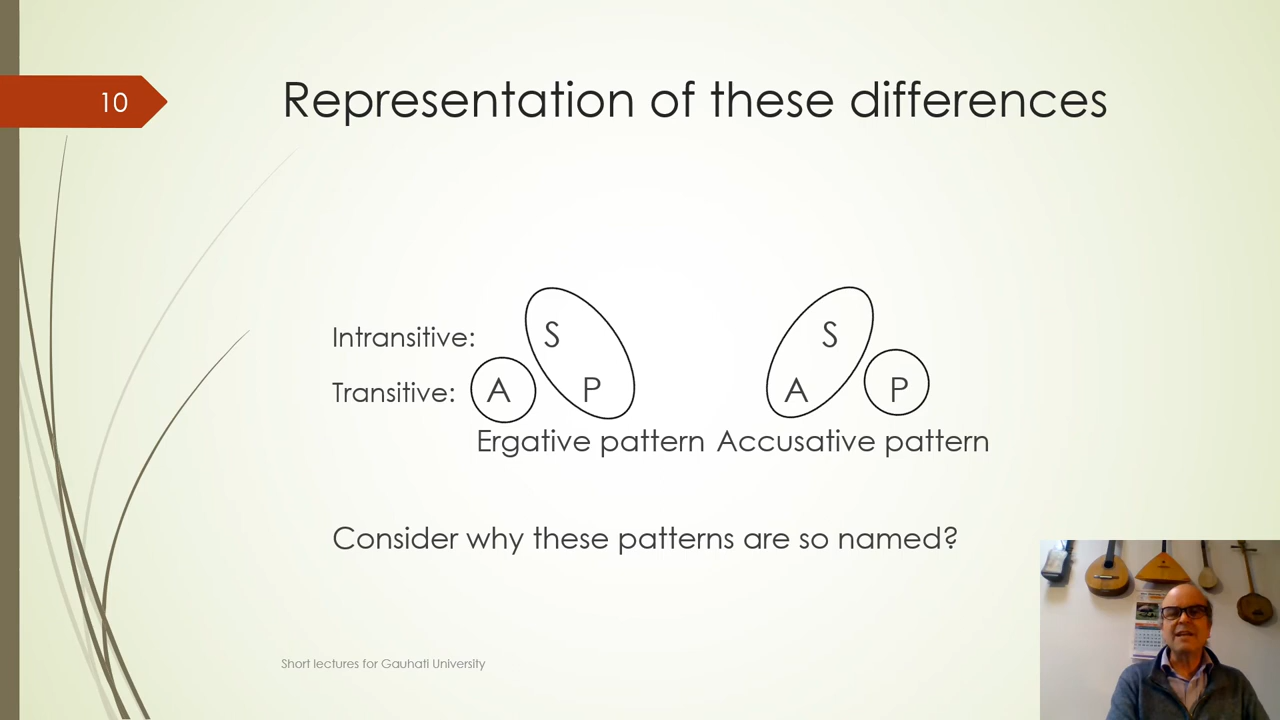 10
Representation of these differences
Intransitive: S S
Transitive: A P A P
Ergative pattern Accusative pattern
Consider why these patterns are so named?
Short lectures for Gauhati University